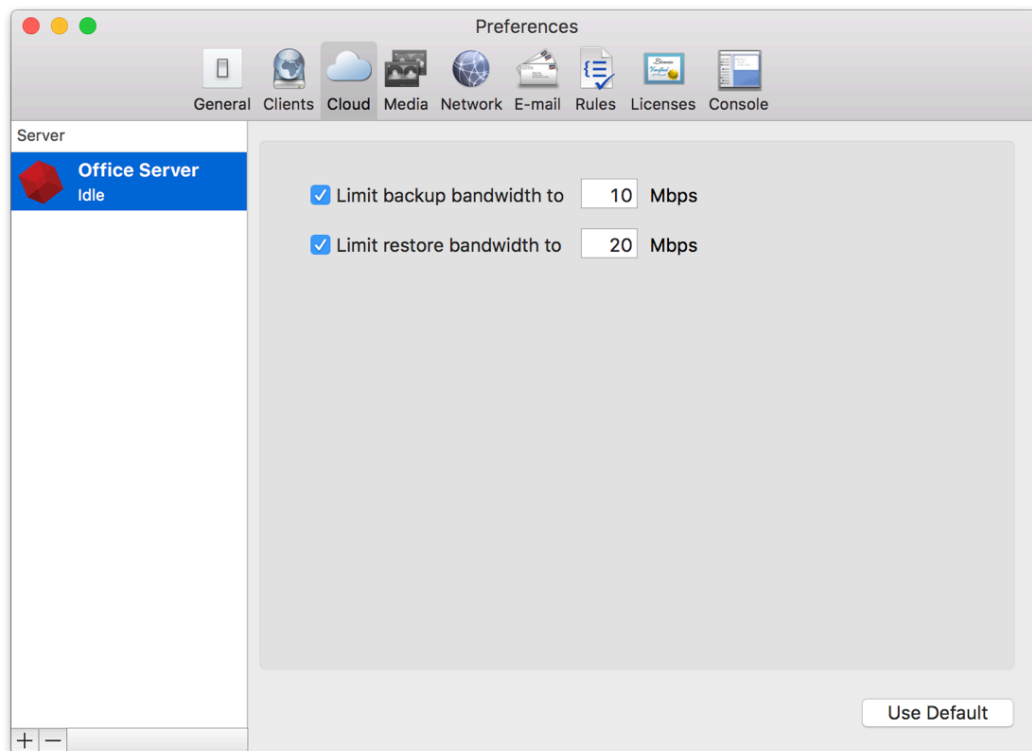 Preferences
General Clients Cloud Media Network E-mail Rules Licenses Console
Server
Office Server
Idle
Limit backup bandwidth to 10 Mbps
Limit restore bandwidth to 20 Mbps
Use Default